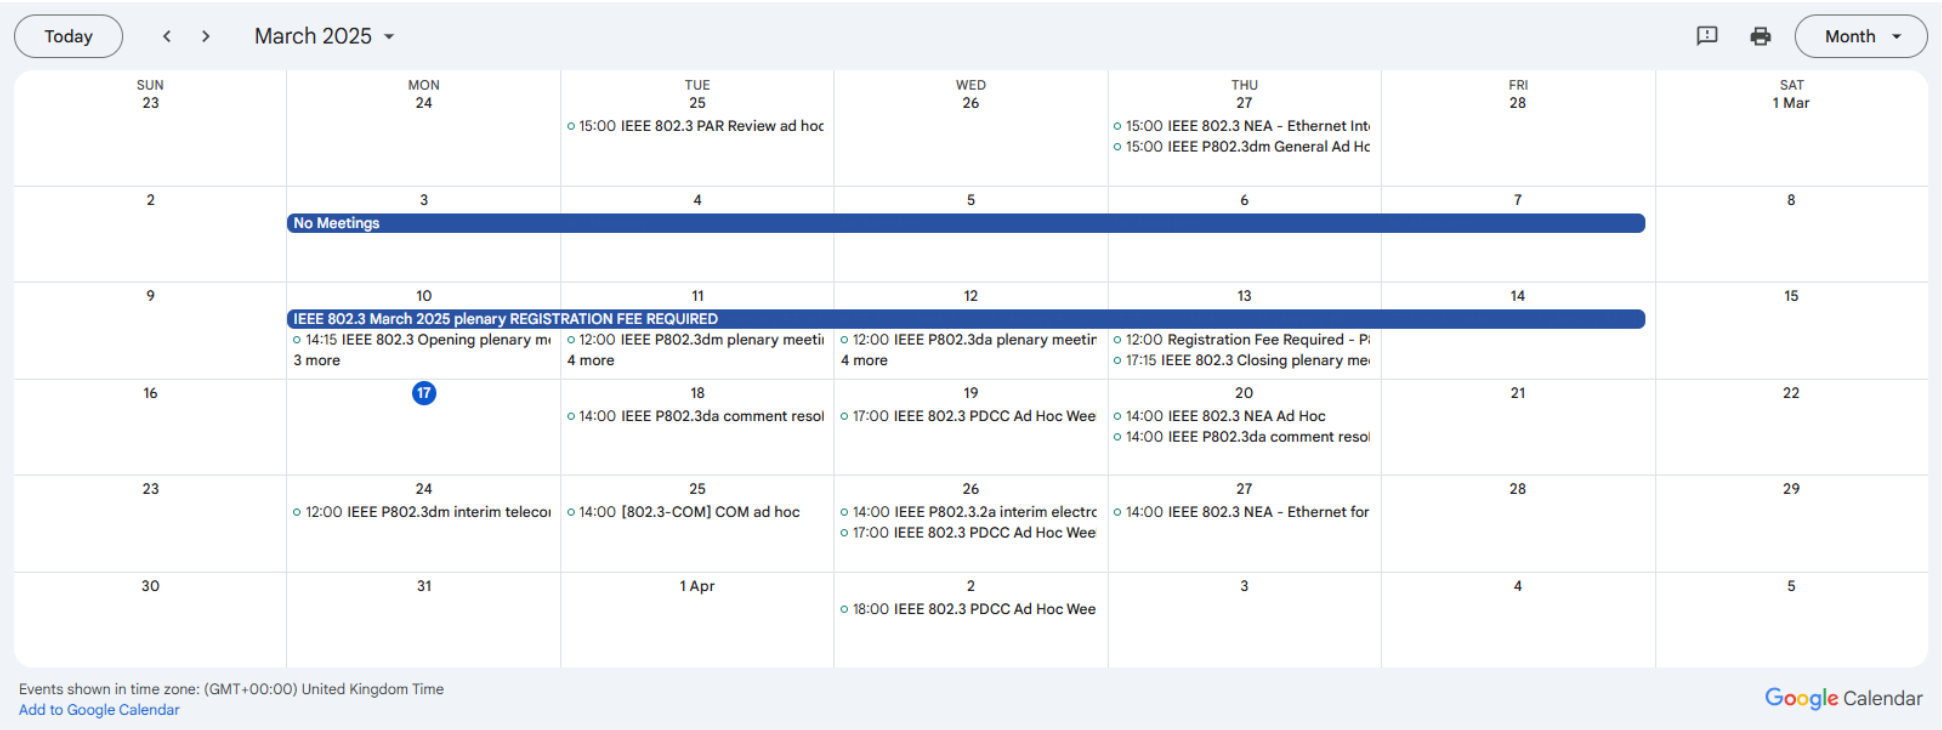 Today
March 2025
Month
SUN MON TUE WED THU FRI SAT
23 24 25 26 27 28 1 Mar
15:00 IEEE 802.3 PAR Review ad hoc
15:00 IEEE 802.3 NEA - Ethernet Int
15:00 IEEE P802.3dm General Ad Hc
2 3 4 5 6 7 8
No Meetings
9 10 11 12 13 14 15
IEEE 802.3 March 2025 plenary REGISTRATION FEE REQUIRED
14:15 IEEE 802.3 Opening plenary m
3 more
12:00 IEEE P802.3dm plenary meeti
4 more
12:00 IEEE P802.3da plenary meetin
4 more
12:00 Registration Fee Required - P
17:15 IEEE 802.3 Closing plenary me
16 17 18 19 20 21 22
14:00 IEEE P802.3da comment resol
17:00 IEEE 802.3 PDCC Ad Hoc Wee
14:00 IEEE 802.3 NEA Ad Hoc
14:00 IEEE P802.3da comment resol
23 24 25 26 27 28 29
12:00 IEEE P802.3dm interim teleco
14:00 [802.3-COM] COM ad hoc
14:00 IEEE P802.3.2a interim electrc
17:00 IEEE 802.3 PDCC Ad Hoc Wee
14:00 IEEE 802.3 NEA - Ethernet for
30 31 1 Apr 2 3 4 5
18:00 IEEE 802.3 PDCC Ad Hoc Wee
Events shown in time zone: (GMT+00:00) United Kingdom Time
Add to Google Calendar
Google Calendar